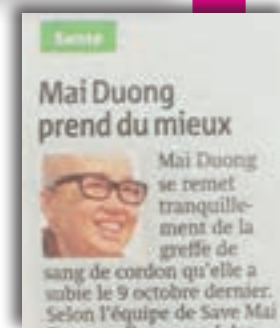 Santé
Mai Duong
prend du mieux
Mai Duong
se remet
tranquille-
ment de la
greffe de
sang de cordon qu'elle a
subie le 9 octobre dernier.
Selon l'équipe de Save Mai